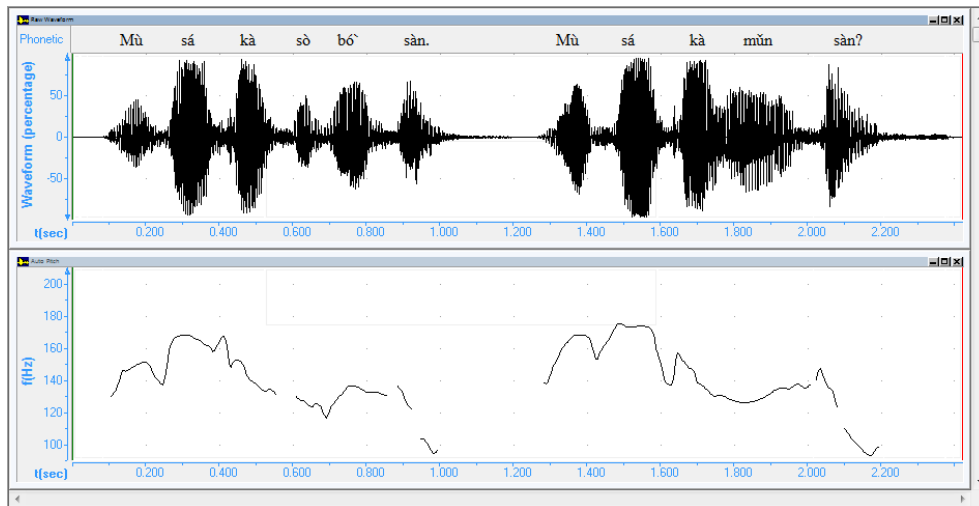 Raw Waveform
Phonetic Mù sá kà sò bó` sàn. Mù sá kà mǔn sàn?
Waveform (percentage)
50
0
-50
t(sec) 0.200 0.400 0.600 0.800 1.000 1.200 1.400 1.600 1.800 2.000 2.200
Auto Pitch
f(Hz)
200
180
160
140
120
100
t(sec) 0.200 0.400 0.600 0.800 1.000 1.200 1.400 1.600 1.800 2.000 2.200